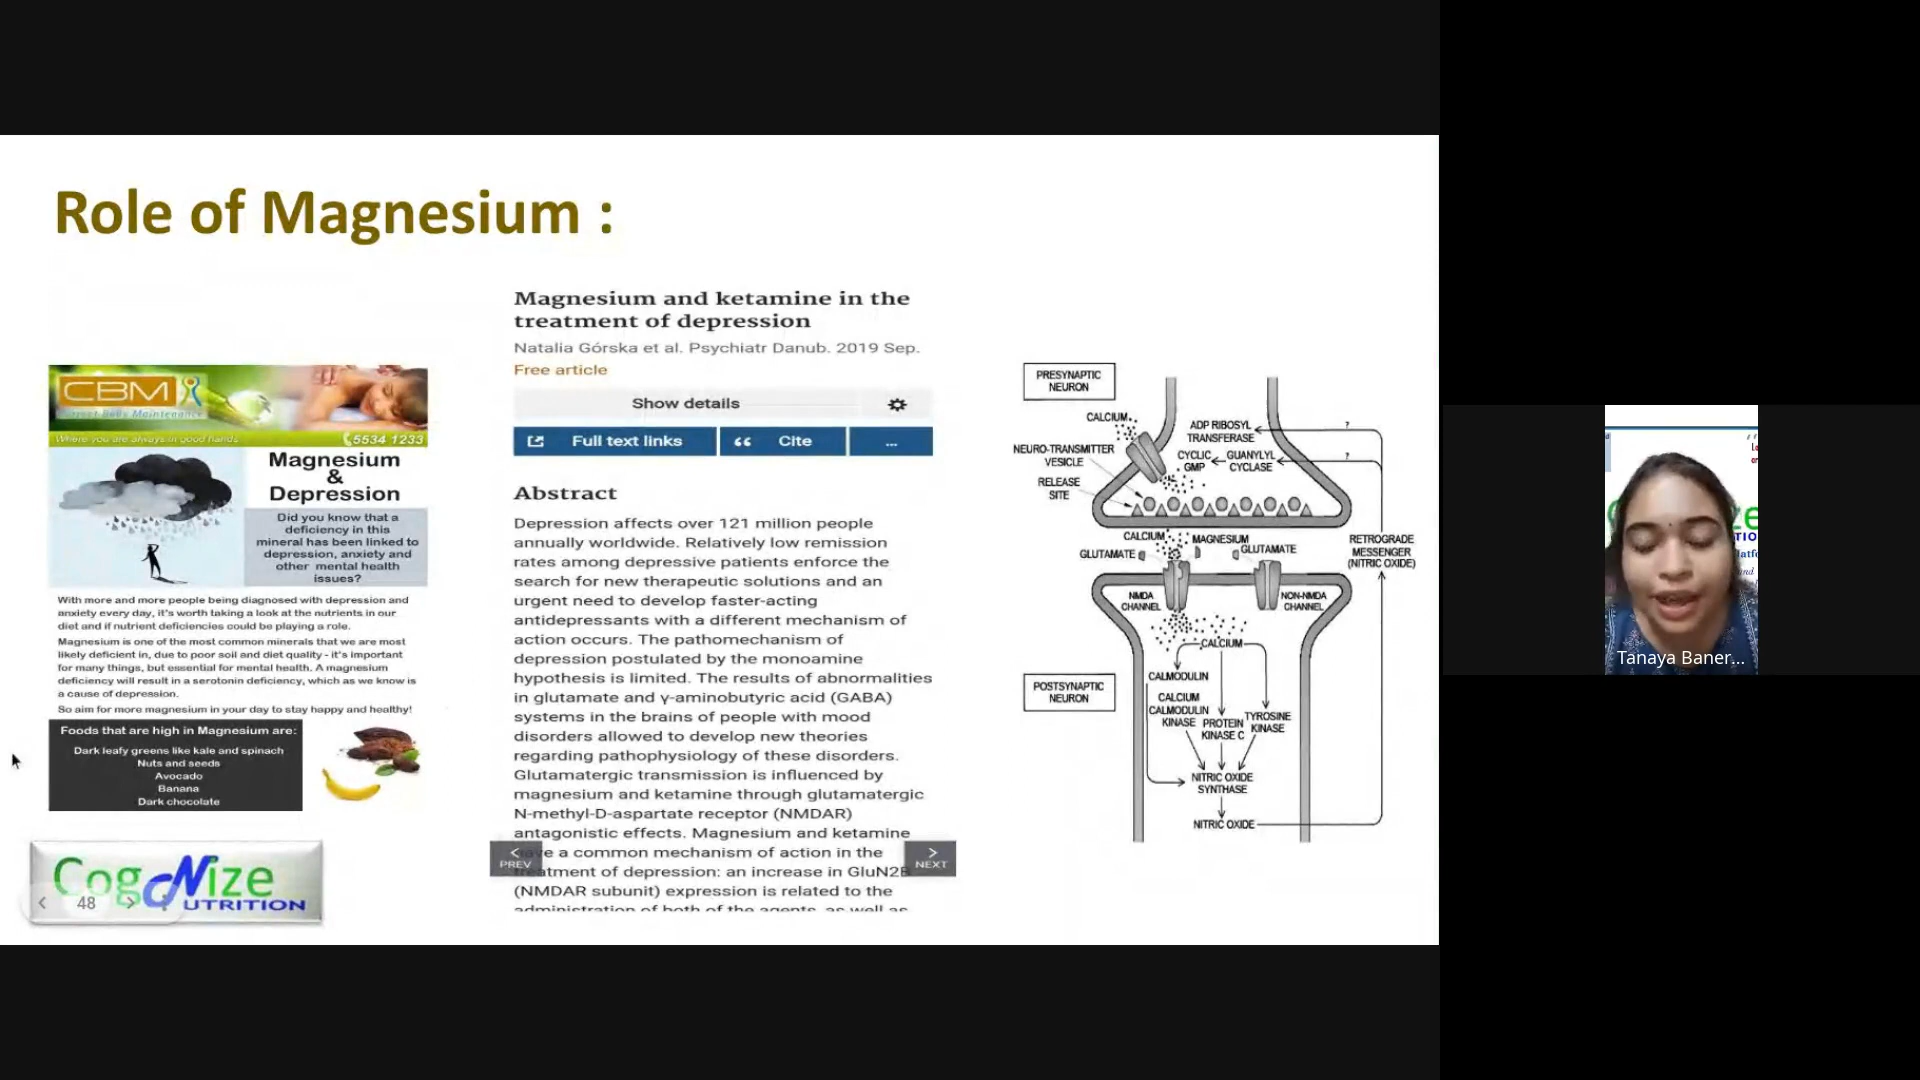 Role of Magnesium :
CBM
Where you are always in good hands
5534 1233
Magnesium
&
Depression
Did you know that a
deficiency in this
mineral has been linked to
depression, anxiety and
other mental health
issues?
With more and more people being diagnosed with depression and
anxiety every day, it's worth taking a look at the nutrients in our
diet and if nutrient deficiencies could be playing a role.
Magnesium is one of the most common minerals that we are most
likely deficient in, due to poor soil and diet quality - it's important
for many things, but essential for mental health. A magnesium
deficiency will result in a serotonin deficiency, which as we know is
a cause of depression.
So aim for more magnesium in your day to stay happy and healthy!
Foods that are high in Magnesium are:
Dark leafy greens like kale and spinach
Nuts and seeds
Avocado
Banana
Dark chocolate
CogNize
NUTRITION
48
Magnesium and ketamine in the
treatment of depression
Natalia Górska et al. Psychiatr Danub. 2019 Sep.
Free article
Show details
Full text links
Cite
...
Abstract
Depression affects over 121 million people
annually worldwide. Relatively low remission
rates among depressive patients enforce the
search for new therapeutic solutions and an
urgent need to develop faster-acting
antidepressants with a different mechanism of
action occurs. The pathomechanism of
depression postulated by the monoamine
hypothesis is limited. The results of abnormalities
in glutamate and γ-aminobutyric acid (GABA)
systems in the brains of people with mood
disorders allowed to develop new theories
regarding pathophysiology of these disorders.
Glutamatergic transmission is influenced by
magnesium and ketamine through glutamatergic
N-methyl-D-aspartate receptor (NMDAR)
antagonistic effects. Magnesium and ketamine
have a common mechanism of action in the
treatment of depression: an increase in GluN2B
(NMDAR subunit) expression is related to the
administration of both of the agents, as well as
PREV
NEXT
PRESYNAPTIC
NEURON
CALCIUM
ADP RIBOSYL
TRANSFERASE
?
NEURO-TRANSMITTER
VESICLE
CYCLIC
GMP
GUANYLYL
CYCLASE
?
RELEASE
SITE
CALCIUM
MAGNESIUM
GLUTAMATE
GLUTAMATE
RETROGRADE
MESSENGER
(NITRIC OXIDE)
NMDA
CHANNEL
NON-NMDA
CHANNEL
CALCIUM
POSTSYNAPTIC
NEURON
CALMODULIN
CALCIUM
CALMODULIN
KINASE
PROTEIN
KINASE C
TYROSINE
KINASE
NITRIC OXIDE
SYNTHASE
NITRIC OXIDE
Tanaya Baner...